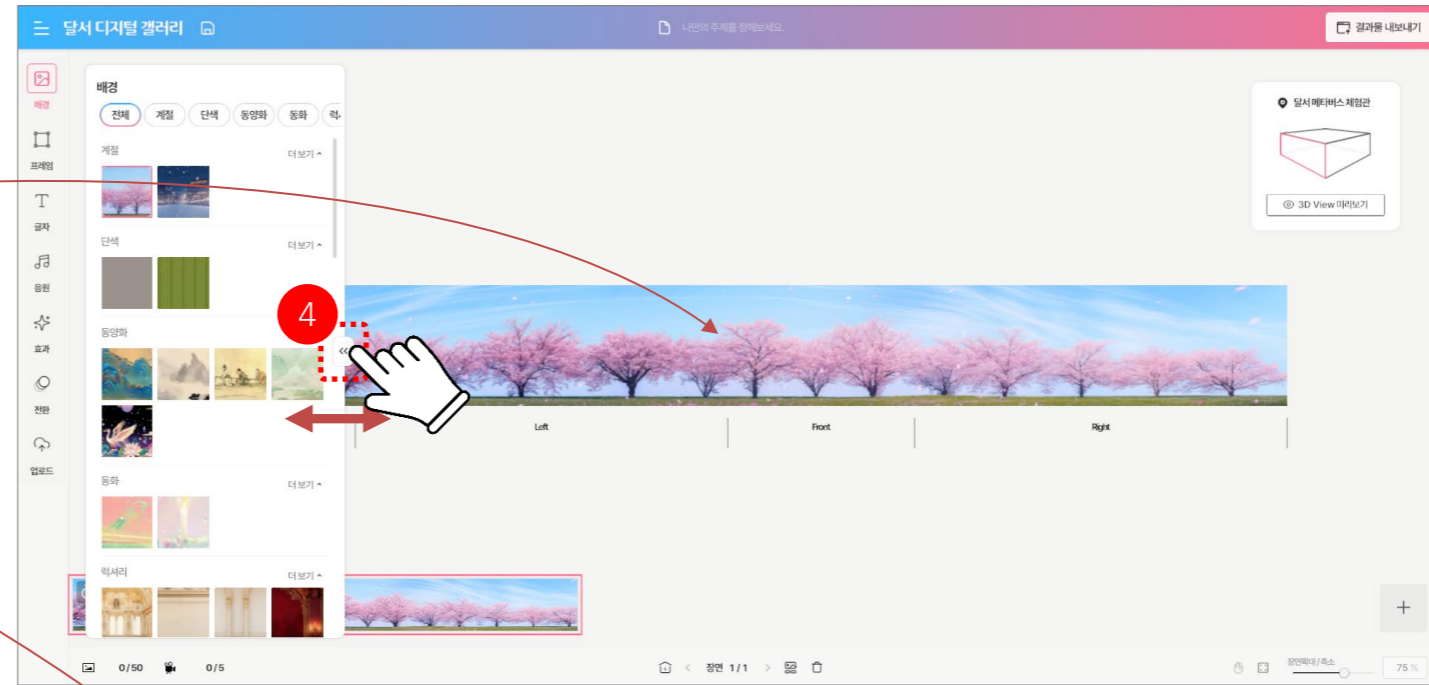 달서 디지털 갤러리
나만의 주제를 정해보세요.
결과물 내보내기
배경
프레임
글자
음원
효과
전환
업로드
배경
전체 계절 단색 동양화 동화
계절 더보기
단색 더보기
동양화
동화 더보기
럭셔리 더보기
4
달서 메타버스 체험관
3D View 미리보기
Left Front Right
0/50 0/5
장면 1/1
장면확대/축소
75 %